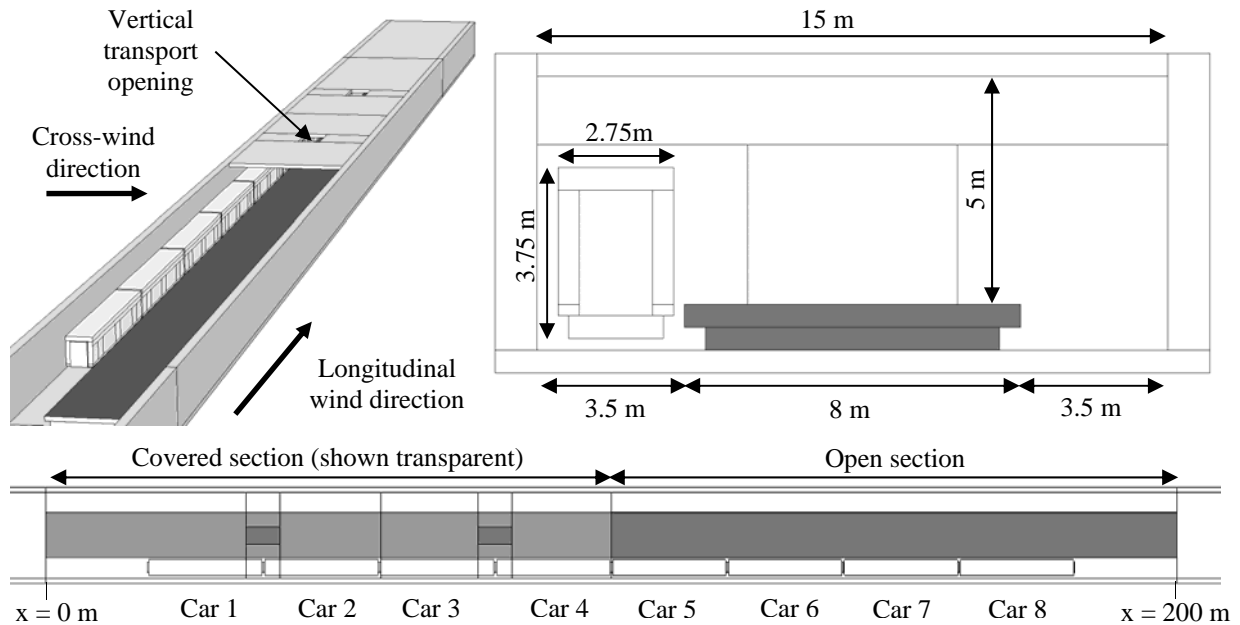 Vertical
transport
opening
Cross-wind
direction
Longitudinal
wind direction
15 m
2.75m
3.75 m
5 m
3.5 m
8 m
3.5 m
Covered section (shown transparent)
Open section
x = 0 m
Car 1
Car 2
Car 3
Car 4
Car 5
Car 6
Car 7
Car 8
x = 200 m